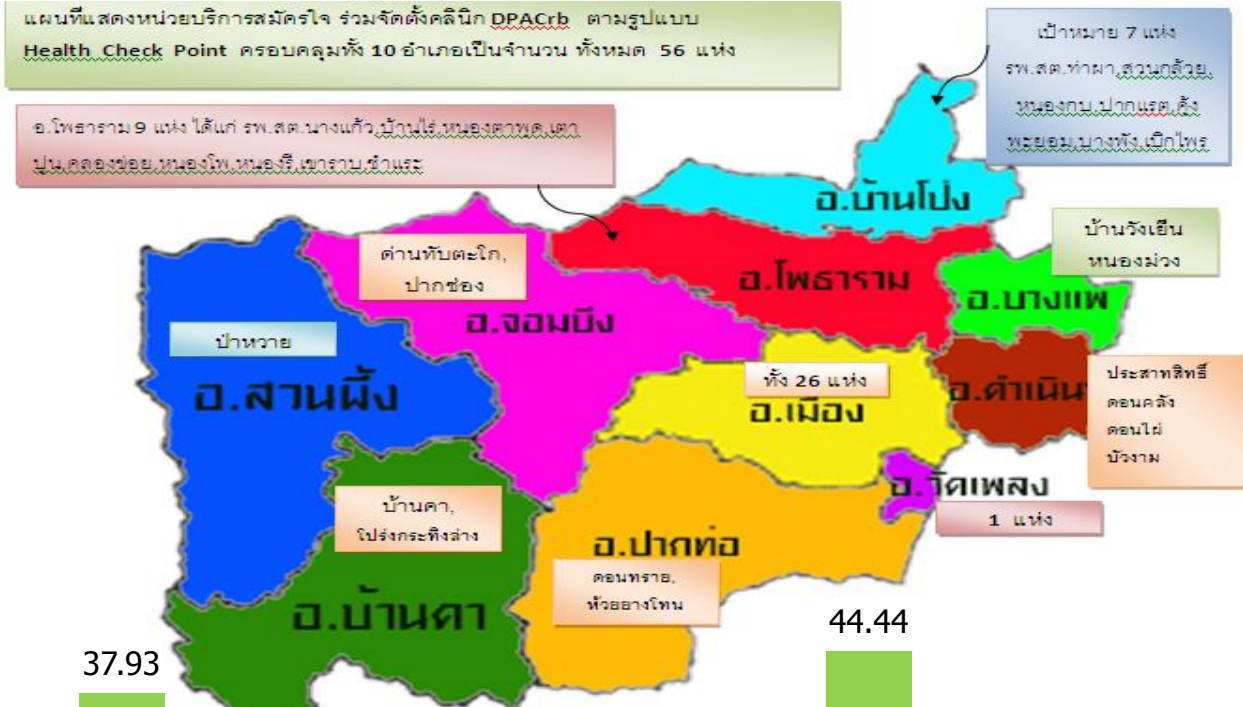 แผนที่แสดงหน่วยบริการสมัครใจ ร่วมจัดตั้งคลินิก DPACrb ตามรูปแบบ
Health Check Point ครอบคลุมทั้ง 10 อำเภอเป็นจำนวน ทั้งหมด 56 แห่ง
เป้าหมาย 7 แห่ง
รพ.สต.ท่าผา,สวนกล้วย,
หนองกบ,ปากแรต,คุ้ง
พะยอม,บางพัง,เบิกไพร
อ.โพธาราม 9 แห่ง ได้แก่ รพ.สต.นางแก้ว,บ้านไร่,หนองตาพุด,เตา
ปูน,คลองข่อย,หนองโพ,หนองรี,เขาราบ,ชำแระ
อ.บ้านโป่ง
บ้านวังเย็น
หนองม่วง
ด่านทับตะโก,
ปากช่อง
อ.โพธาราม
อ.บางแพ
อ.จอมบึง
ป่าหวาย
อ.สวนผึ้ง
ทั้ง 26 แห่ง
อ.เมือง
อ.ดำเนิน
ประสาทสิทธิ์
ดอนคลัง
ดอนไผ่
บัวงาม
อ.วัดเพลง
1 แห่ง
บ้านคา,
โป่งกระทิงล่าง
อ.ปากท่อ
ดอนทราย,
ห้วยยางโทน
อ.บ้านคา
44.44
37.93